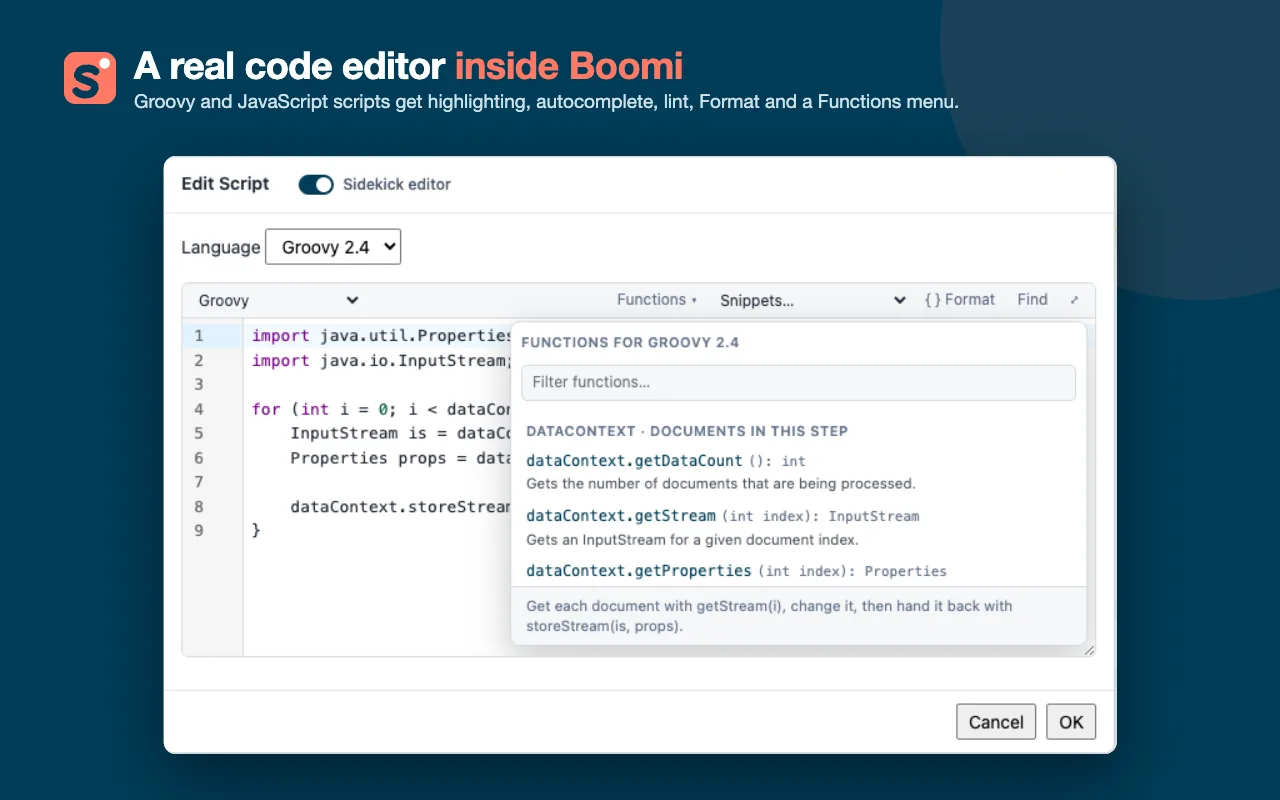 S
A real code editor inside Boomi
Groovy and JavaScript scripts get highlighting, autocomplete, lint, Format and a Functions menu.
Edit Script Sidekick editor
Language Groovy 2.4
Groovy Functions ▾ Snippets... { } Format Find ⤢
1 import java.util.Properties
2 import java.io.InputStream;
3
4 for (int i = 0; i < dataCon
5 InputStream is = dataCo
6 Properties props = data
7
8 dataContext.storeStream
9 }
FUNCTIONS FOR GROOVY 2.4
Filter functions...
DATACONTEXT · DOCUMENTS IN THIS STEP
dataContext.getDataCount (): int
Gets the number of documents that are being processed.
dataContext.getStream (int index): InputStream
Gets an InputStream for a given document index.
dataContext.getProperties (int index): Properties
Get each document with getStream(i), change it, then hand it back with
storeStream(is, props).
Cancel OK